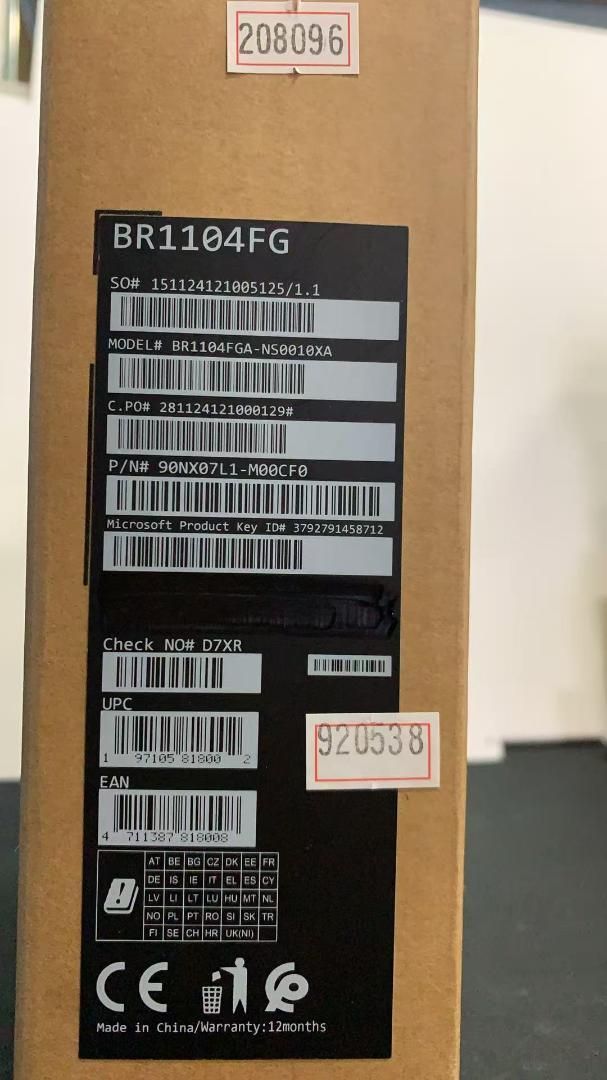 208096
BR1104FG
SO# 151124121005125/1.1
MODEL# BR1104FGA-NS0010XA
C.PO# 281124121000129#
P/N# 90NX07L1-M00CF0
Microsoft Product Key ID# 3792791458712
Check NO# D7XR
UPC
1 97105 81800 2
920538
EAN
4 711387 818008
AT BE BG CZ DK EE FR
DE IS IE IT EL ES CY
LV LI LT LU HU MT NL
NO PL PT RO SI SK TR
FI SE CH HR UK(NI)
CE
Made in China/Warranty:12months